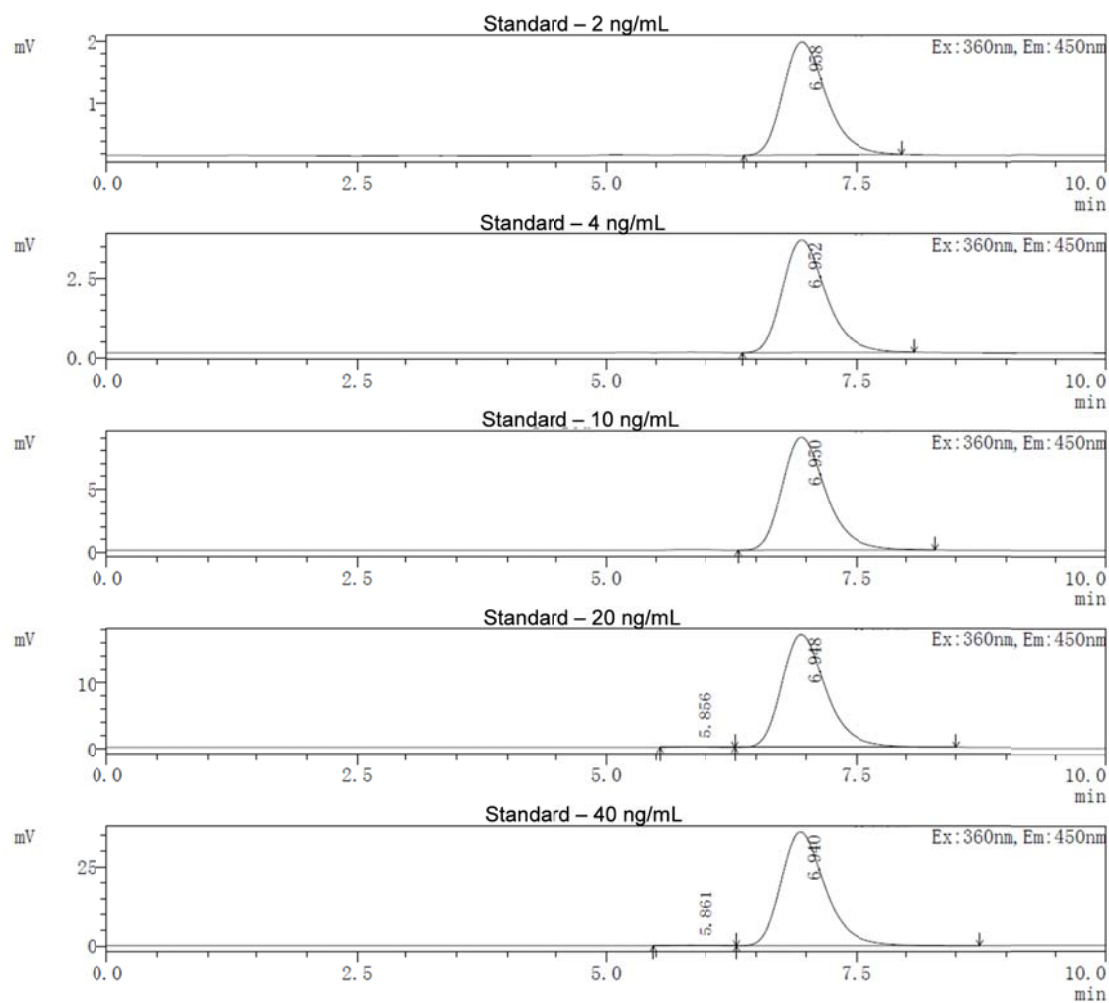 Standard – 2 ng/mL
mV
Ex:360nm, Em:450nm
2
6.958
1
0.0 2.5 5.0 7.5 10.0
min
Standard – 4 ng/mL
mV
Ex:360nm, Em:450nm
6.952
2.5
0.0
0.0 2.5 5.0 7.5 10.0
min
Standard – 10 ng/mL
mV
Ex:360nm, Em:450nm
6.950
5
0
0.0 2.5 5.0 7.5 10.0
min
Standard – 20 ng/mL
mV
Ex:360nm, Em:450nm
6.948
10
5.856
0
0.0 2.5 5.0 7.5 10.0
min
Standard – 40 ng/mL
mV
Ex:360nm, Em:450nm
6.940
25
5.861
0
0.0 2.5 5.0 7.5 10.0
min